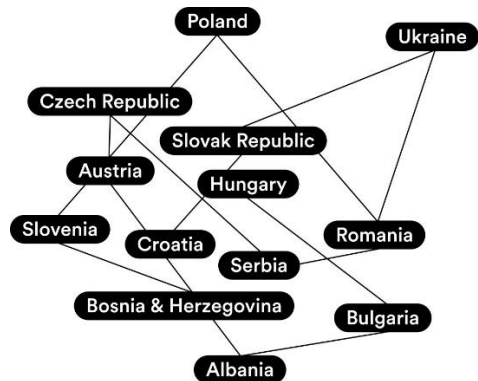 Poland
Ukraine
Czech Republic
Slovak Republic
Austria
Hungary
Slovenia
Croatia
Romania
Serbia
Bosnia & Herzegovina
Bulgaria
Albania